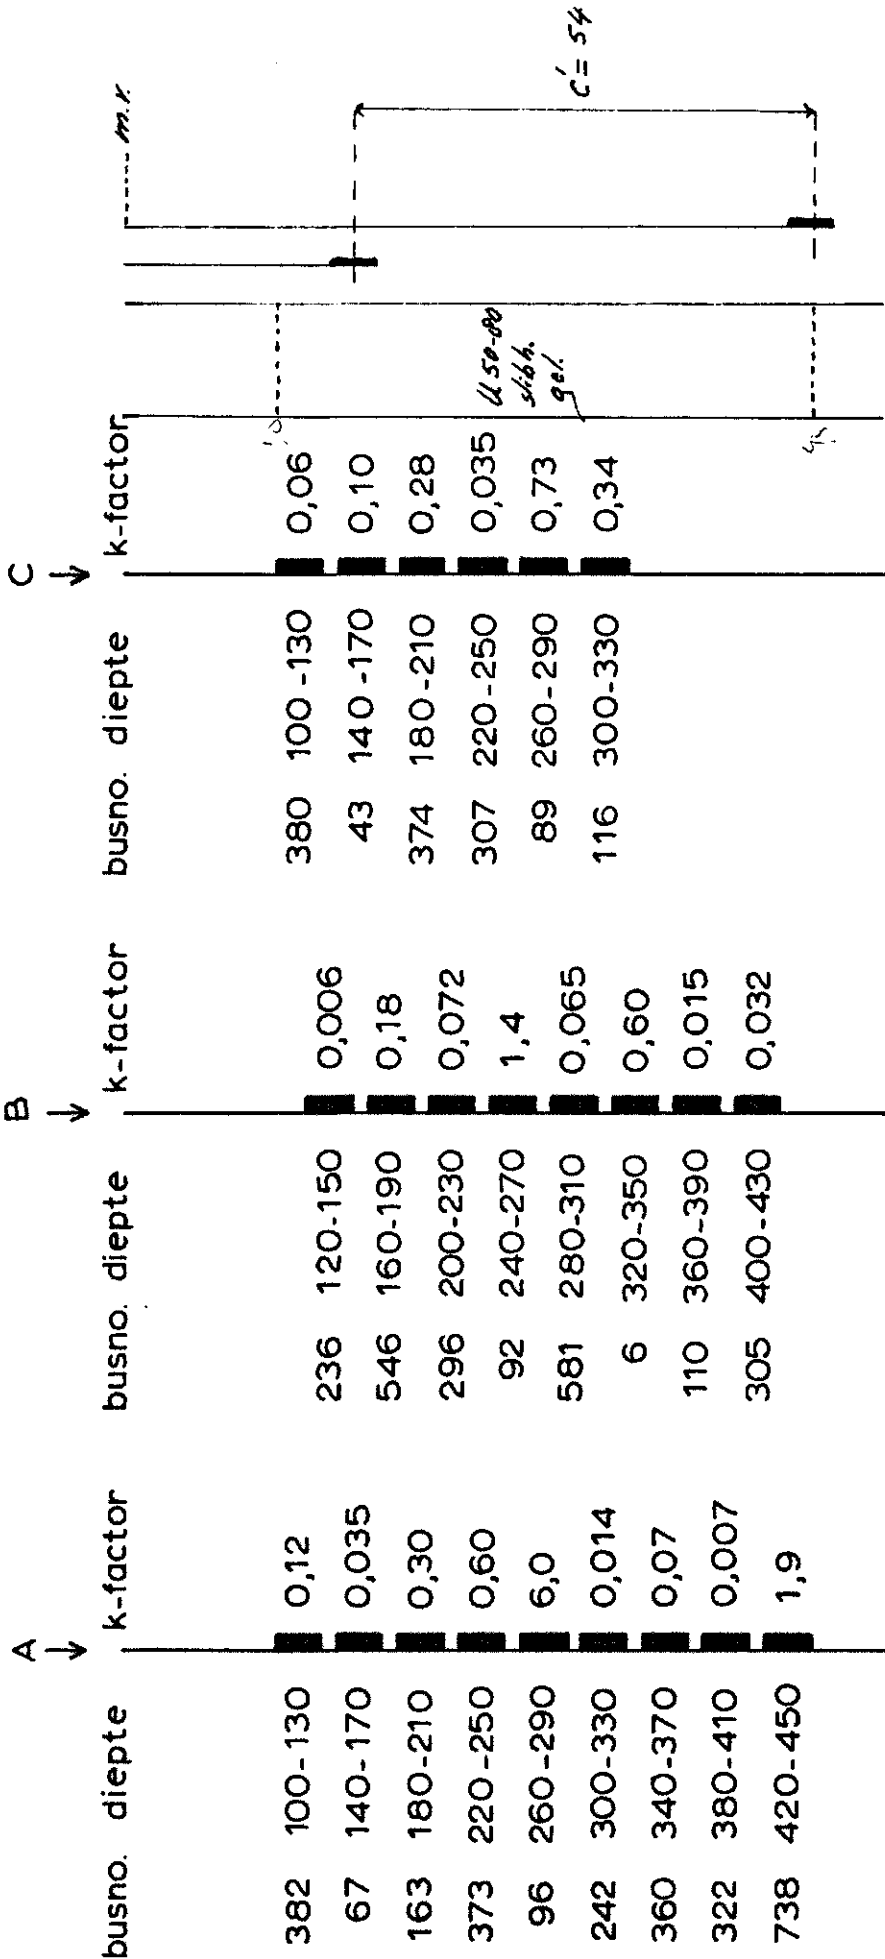 A
busno. diepte k-factor
382 100-130 0,12
67 140-170 0,035
163 180-210 0,30
373 220-250 0,60
96 260-290 6,0
242 300-330 0,014
360 340-370 0,07
322 380-410 0,007
738 420-450 1,9
B
busno. diepte k-factor
236 120-150 0,006
546 160-190 0,18
296 200-230 0,072
92 240-270 1,4
581 280-310 0,065
6 320-350 0,60
110 360-390 0,015
305 400-430 0,032
C
busno. diepte k-factor
380 100-130 0,06
43 140-170 0,10
374 180-210 0,28
307 220-250 0,035
89 260-290 0,73
116 300-330 0,34
U 50-80
slibh.
gel.
m.v.
c' = 54